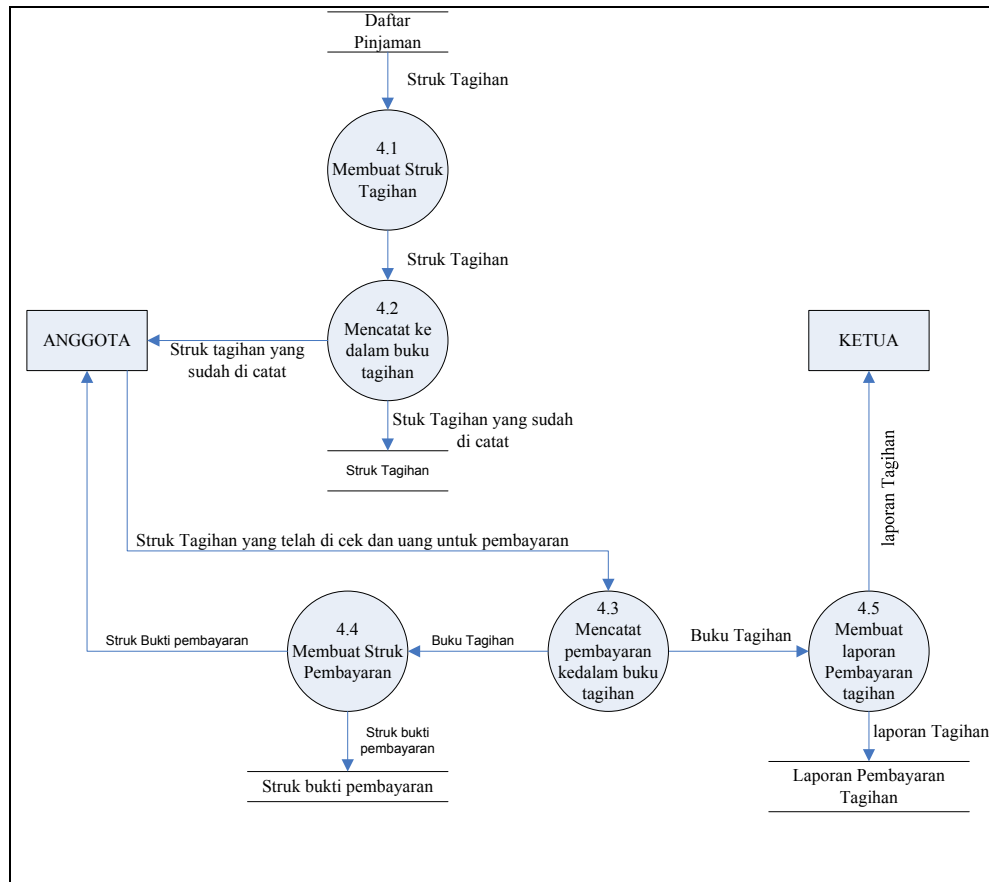 Daftar
Pinjaman
Struk Tagihan
4.1
Membuat Struk
Tagihan
Struk Tagihan
4.2
Mencatat ke
dalam buku
tagihan
ANGGOTA
Struk tagihan yang
sudah di catat
KETUA
Stuk Tagihan yang sudah
di catat
Struk Tagihan
laporan Tagihan
Struk Tagihan yang telah di cek dan uang untuk pembayaran
Struk Bukti pembayaran
4.4
Membuat Struk
Pembayaran
Buku Tagihan
4.3
Mencatat
pembayaran
kedalam buku
tagihan
Buku Tagihan
4.5
Membuat
laporan
Pembayaran
tagihan
Struk bukti
pembayaran
laporan Tagihan
Struk bukti pembayaran
Laporan Pembayaran
Tagihan